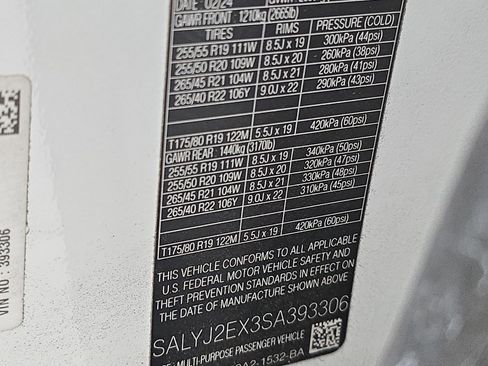 DATE: 02/24
GAWR FRONT 1210kg (2665lb)
TIRES RIMS PRESSURE (COLD)
255/55 R19 111W 8.5J x 19 300kPa (44psi)
255/50 R20 109W 8.5J x 20 260kPa (38psi)
265/45 R21 104W 8.5J x 21 280kPa (41psi)
265/40 R22 106Y 9.0J x 22 290kPa (43psi)
T175/80 R19 122M 5.5J x 19 420kPa (60psi)
GAWR REAR: 1440kg (3170lb)
255/55 R19 111W 8.5J x 19 340kPa (50psi)
255/50 R20 109W 8.5J x 20 320kPa (47psi)
265/45 R21 104W 8.5J x 21 330kPa (48psi)
265/40 R22 106Y 9.0J x 22 310kPa (45psi)
T175/80 R19 122M 5.5J x 19 420kPa (60psi)
THIS VEHICLE CONFORMS TO ALL APPLICABLE
U.S. FEDERAL MOTOR VEHICLE SAFETY AND
THEFT PREVENTION STANDARDS IN EFFECT ON
THE DATE OF MANUFACTURE SHOWN ABOVE
SALYJ2EX3SA393306
MULTI-PURPOSE PASSENGER VEHICLE
1532-BA
VIN NO : 393306